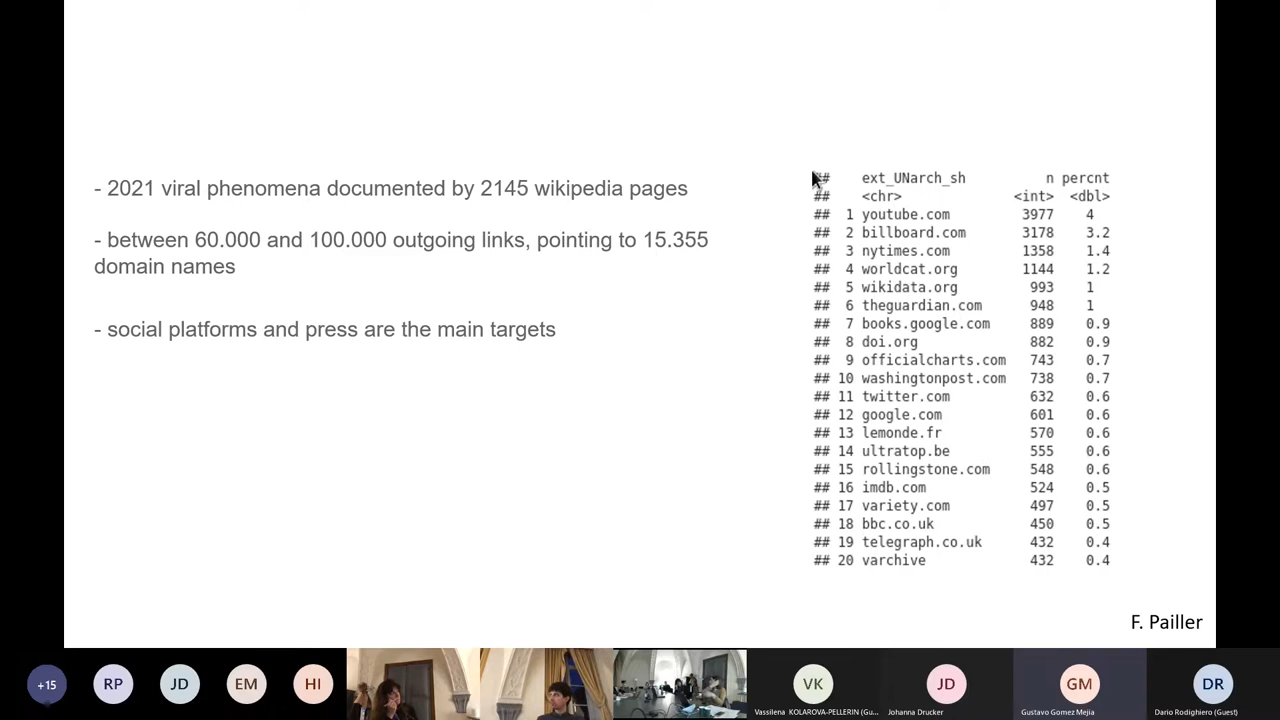 - 2021 viral phenomena documented by 2145 wikipedia pages
- between 60.000 and 100.000 outgoing links, pointing to 15.355
domain names
- social platforms and press are the main targets
## ext_UNarch_sh n percnt
## <chr> <int> <dbl>
## 1 youtube.com 3977 4
## 2 billboard.com 3178 3.2
## 3 nytimes.com 1358 1.4
## 4 worldcat.org 1144 1.2
## 5 wikidata.org 993 1
## 6 theguardian.com 948 1
## 7 books.google.com 889 0.9
## 8 doi.org 882 0.9
## 9 officialcharts.com 743 0.7
## 10 washingtonpost.com 738 0.7
## 11 twitter.com 632 0.6
## 12 google.com 601 0.6
## 13 lemonde.fr 570 0.6
## 14 ultratop.be 555 0.6
## 15 rollingstone.com 548 0.6
## 16 imdb.com 524 0.5
## 17 variety.com 497 0.5
## 18 bbc.co.uk 450 0.5
## 19 telegraph.co.uk 432 0.4
## 20 varchive 432 0.4
F. Pailler
+15 RP JD EM HI VK JD GM DR
Vassilena KOLAROVA-PELLERIN (Gu... Johanna Drucker Gustavo Gomez Mejia Dario Rodighiero (Guest)